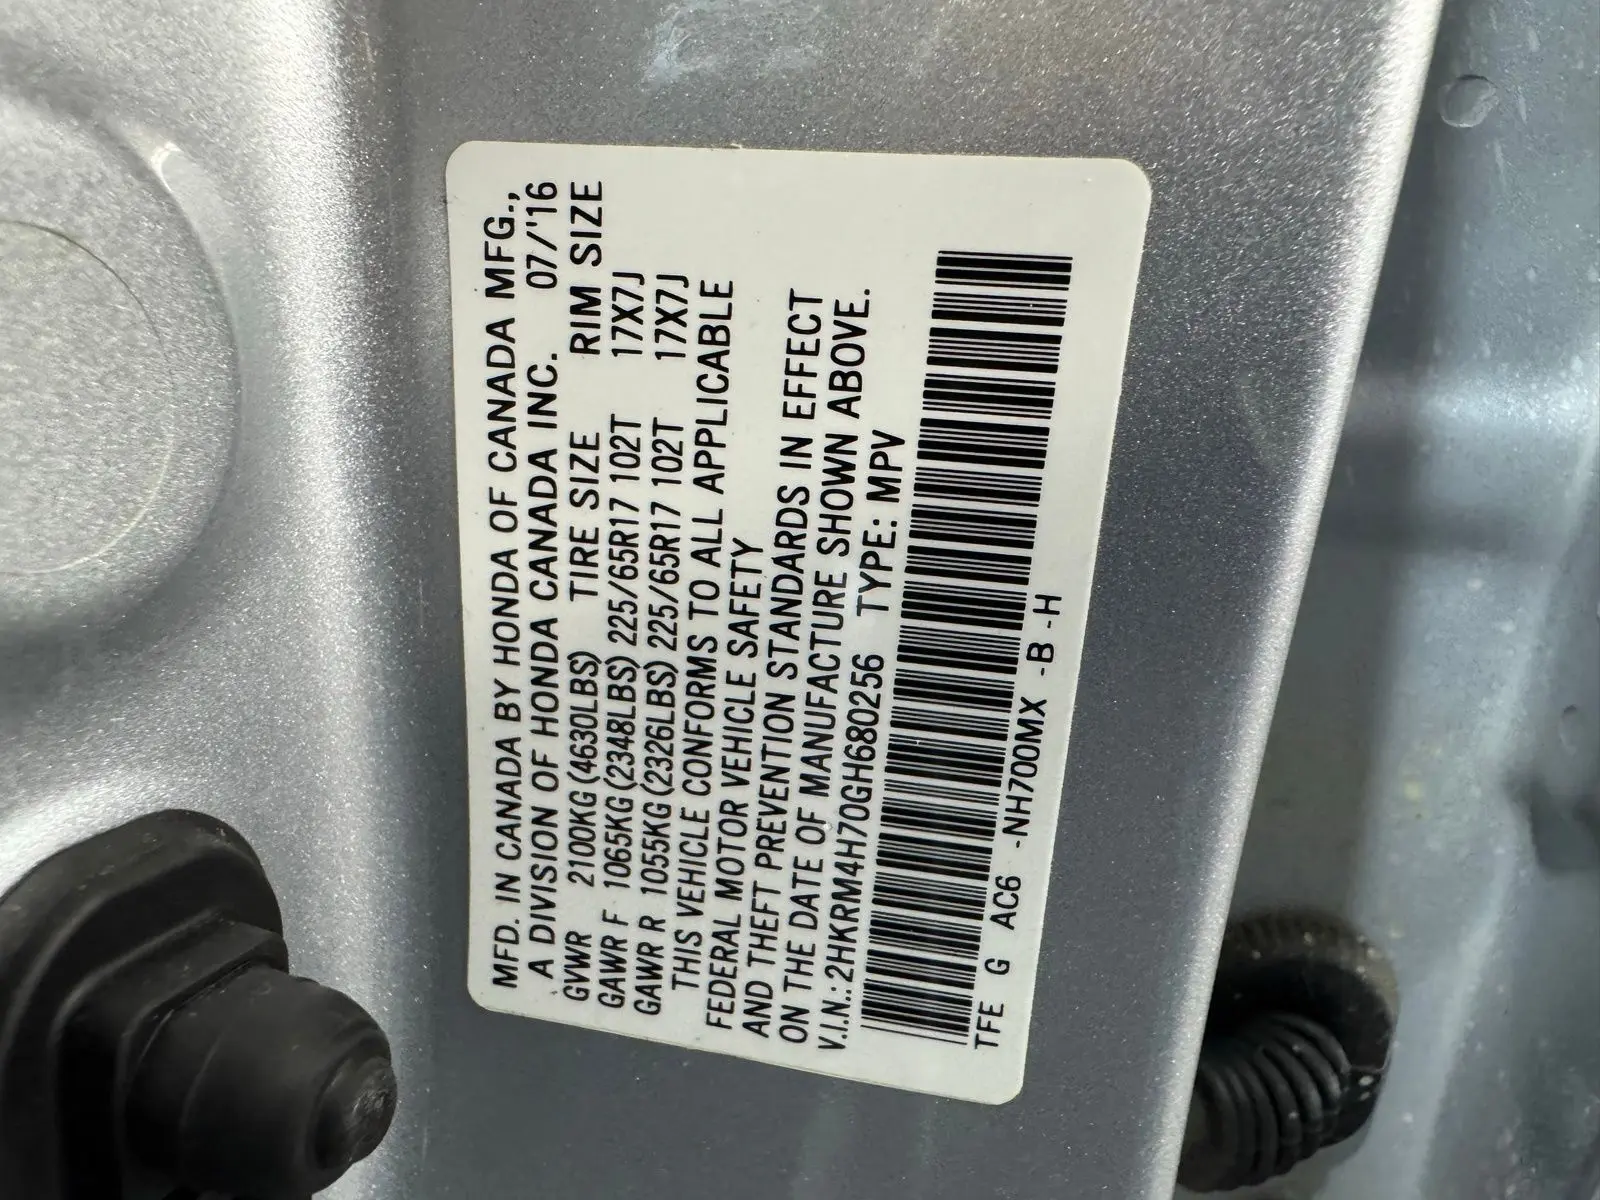 MFD. IN CANADA BY HONDA OF CANADA MFG.,
A DIVISION OF HONDA CANADA INC. 07/'16
GVWR 2100KG(4630LBS) TIRE SIZE RIM SIZE
GAWR F 1065KG(2348LBS) 225/65R17 102T 17X7J
GAWR R 1055KG(2326LBS) 225/65R17 102T 17X7J
THIS VEHICLE CONFORMS TO ALL APPLICABLE
FEDERAL MOTOR VEHICLE SAFETY
AND THEFT PREVENTION STANDARDS IN EFFECT
ON THE DATE OF MANUFACTURE SHOWN ABOVE.
V.I.N.: 2HKRM4H70GH680256 TYPE: MPV
TFE G AC6 -NH700MX -B -H